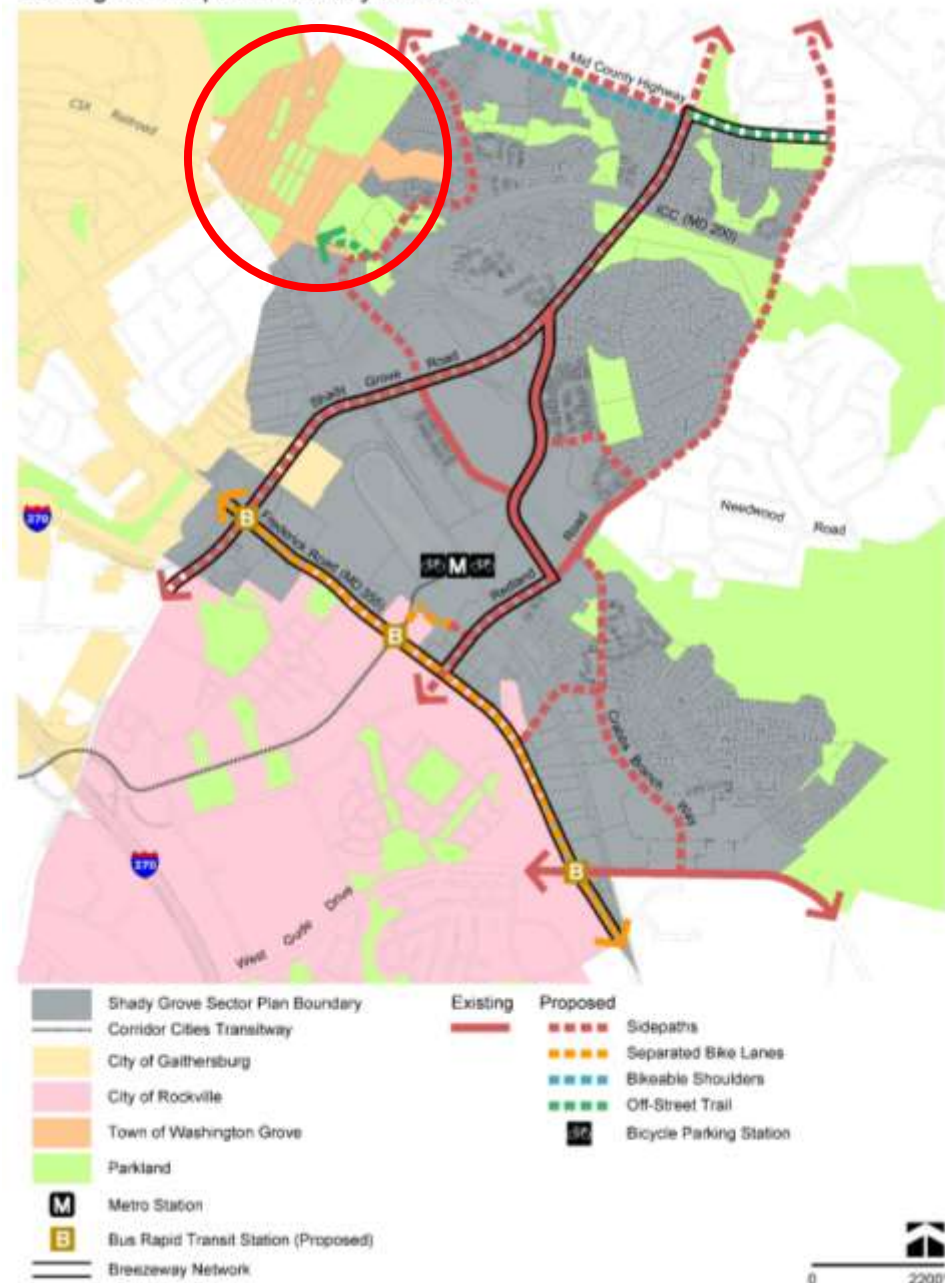 Mid County Highway
CSX Railroad
ICC (MD 200)
Shady Grove Road
270
Needwood Road
B
Frederick Road (MD 355)
M
Redland Road
B
Crabbs Branch Way
270
B
West Gude Drive
Shady Grove Sector Plan Boundary
Corridor Cities Transitway
City of Gaithersburg
City of Rockville
Town of Washington Grove
Parkland
M Metro Station
B Bus Rapid Transit Station (Proposed)
Breezeway Network
Existing Proposed
Sidepaths
Separated Bike Lanes
Bikeable Shoulders
Off-Street Trail
Bicycle Parking Station
0 2200'